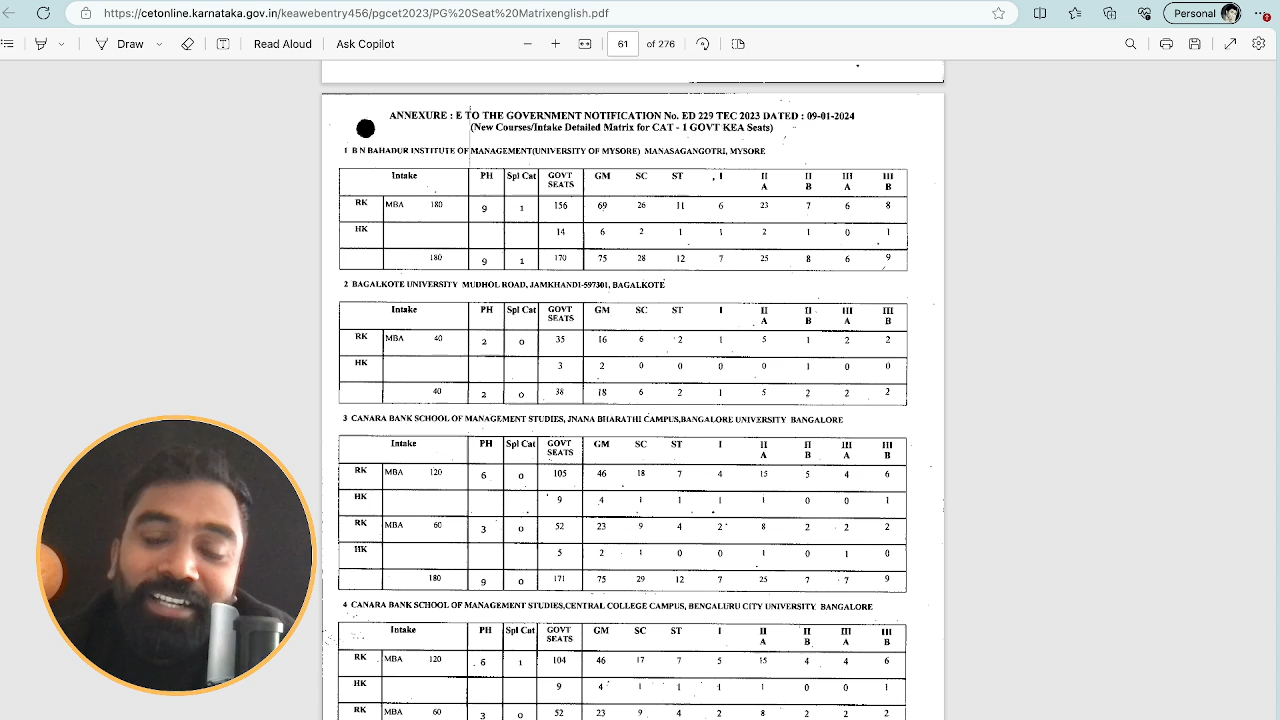 https://cetonline.karnataka.gov.in/keawebentry456/pgcet2023/PG%20Seat%20Matrixenglish.pdf
Personal
Draw
Read Aloud
Ask Copilot
61 of 276
ANNEXURE : E TO THE GOVERNMENT NOTIFICATION No. ED 229 TEC 2023 DATED : 09-01-2024
(New Courses/Intake Detailed Matrix for CAT - 1 GOVT KEA Seats)
1 B N BAHADUR INSTITUTE OF MANAGEMENT(UNIVERSITY OF MYSORE) MANASAGANGOTRI, MYSORE
Intake PH Spl Cat GOVT SEATS GM SC ST I II A II B III A III B
RK MBA 180 9 1 156 69 26 11 6 23 7 6 8
HK 14 6 2 1 1 2 1 0 1
180 9 1 170 75 28 12 7 25 8 6 9
2 BAGALKOTE UNIVERSITY MUDHOL ROAD, JAMKHANDI-597301, BAGALKOTE
Intake PH Spl Cat GOVT SEATS GM SC ST I II A II B III A III B
RK MBA 40 2 0 35 16 6 2 1 5 1 2 2
HK 3 2 0 0 0 0 1 0 0
40 2 0 38 18 6 2 1 5 2 2 2
3 CANARA BANK SCHOOL OF MANAGEMENT STUDIES, JNANA BHARATHI CAMPUS,BANGALORE UNIVERSITY BANGALORE
Intake PH Spl Cat GOVT SEATS GM SC ST I II A II B III A III B
RK MBA 120 6 0 105 46 18 7 4 15 5 4 6
HK 9 4 1 1 1 1 0 0 1
RK MBA 60 3 0 52 23 9 4 2 8 2 2 2
HK 5 2 1 0 0 1 0 1 0
180 9 0 171 75 29 12 7 25 7 7 9
4 CANARA BANK SCHOOL OF MANAGEMENT STUDIES,CENTRAL COLLEGE CAMPUS, BENGALURU CITY UNIVERSITY BANGALORE
Intake PH Spl Cat GOVT SEATS GM SC ST I II A II B III A III B
RK MBA 120 6 1 104 46 17 7 5 15 4 4 6
HK 9 4 1 1 1 1 0 0 1
RK MBA 60 3 0 52 23 9 4 2 8 2 2 2